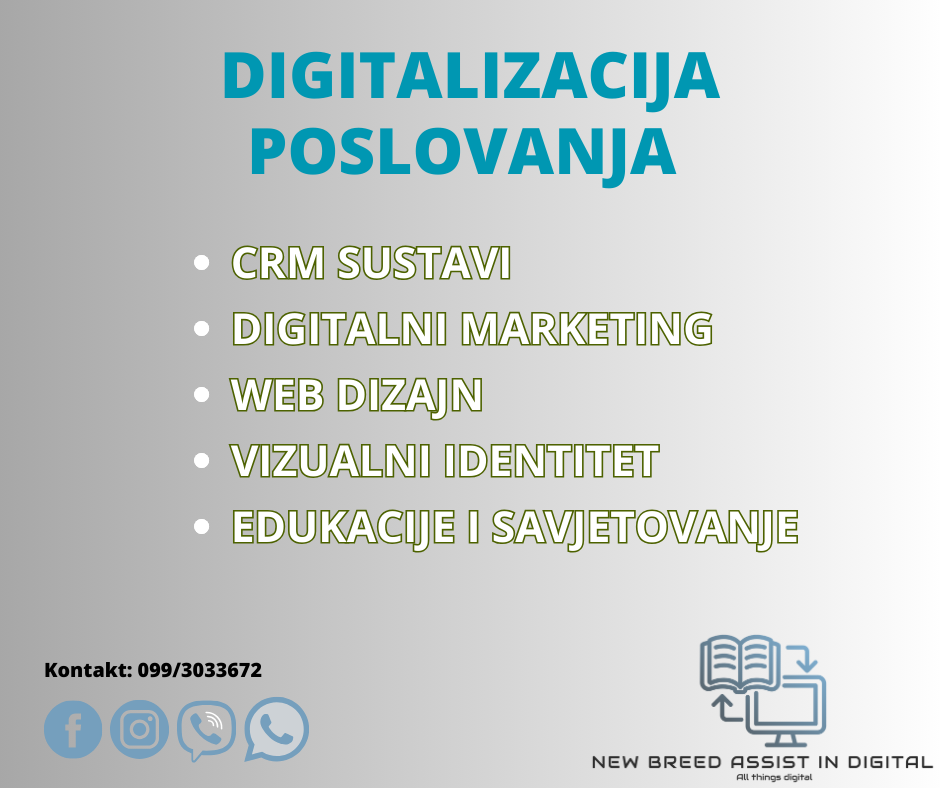 DIGITALIZACIJA
POSLOVANJA
• CRM SUSTAVI
• DIGITALNI MARKETING
• WEB DIZAJN
• VIZUALNI IDENTITET
• EDUKACIJE I SAVJETOVANJE
Kontakt: 099/3033672
NEW BREED ASSIST IN DIGITAL
All things digital